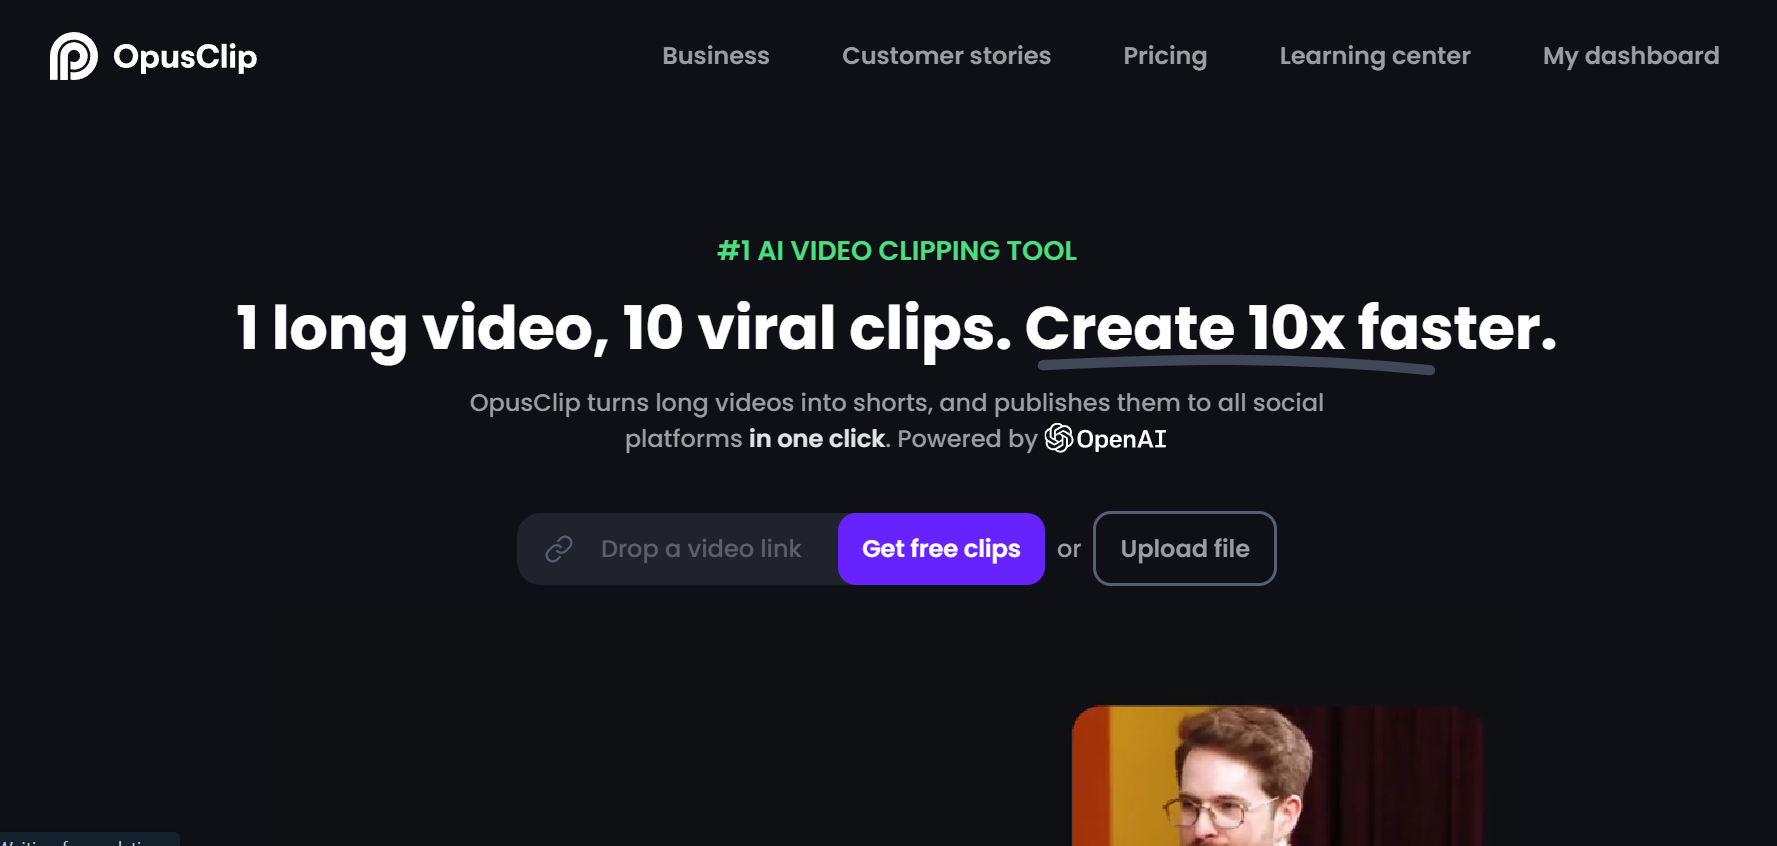 OpusClip
Business
Customer stories
Pricing
Learning center
My dashboard
#1 AI VIDEO CLIPPING TOOL
1 long video, 10 viral clips. Create 10x faster.
OpusClip turns long videos into shorts, and publishes them to all social
platforms in one click. Powered by OpenAI
Drop a video link
Get free clips
or
Upload file